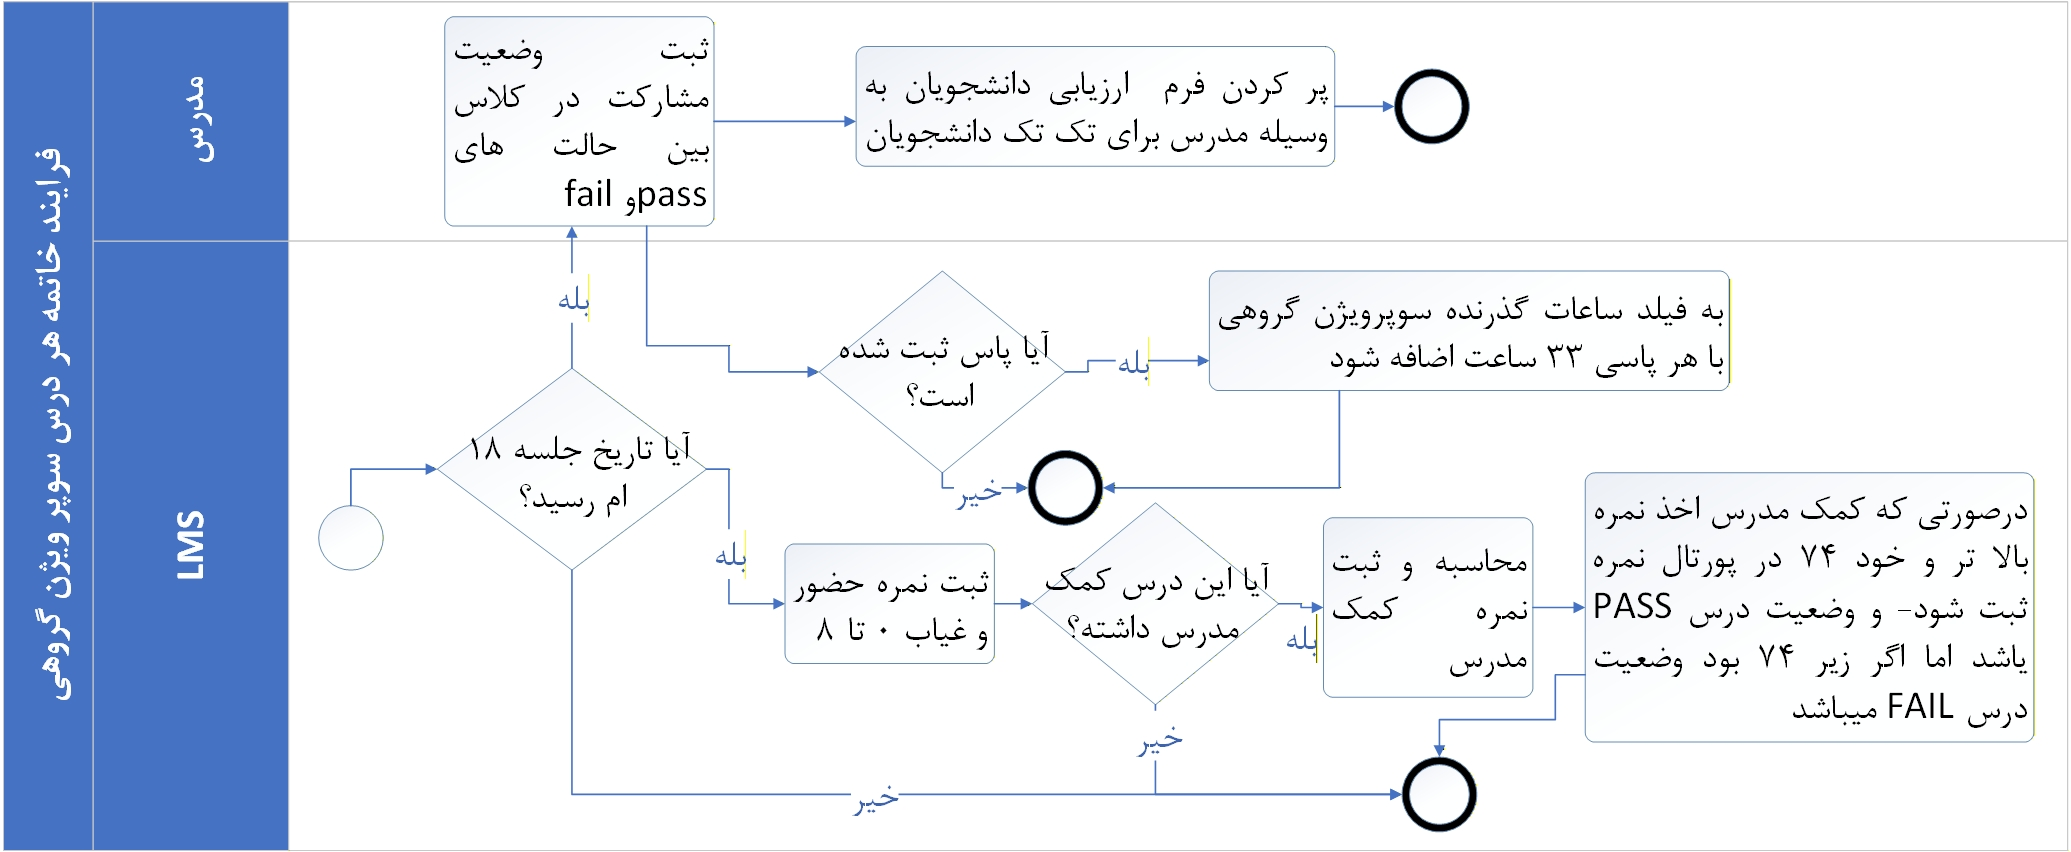 فرایند خاتمه هر درس سوپر ویژن گروهی
مدرس
ثبت وضعیت
مشارکت در کلاس
بین حالت های
passو fail
پر کردن فرم ارزیابی دانشجویان به
وسیله مدرس برای تک تک دانشجویان
LMS
بله
آیا پاس ثبت شده
است؟
بله
به فیلد ساعات گذرنده سوپرویژن گروهی
با هر پاسی ۳۳ ساعت اضافه شود
خیر
آیا تاریخ جلسه ۱۸
ام رسید؟
بله
ثبت نمره حضور
و غیاب ۰ تا ۸
آیا این درس کمک
مدرس داشته؟
بله
محاسبه و ثبت
نمره کمک
مدرس
درصورتی که کمک مدرس اخذ نمره
بالا تر و خود ۷۴ در پورتال نمره
ثبت شود- و وضعیت درس PASS
یاشد اما اگر زیر ۷۴ بود وضعیت
درس FAIL میباشد
خیر
خیر